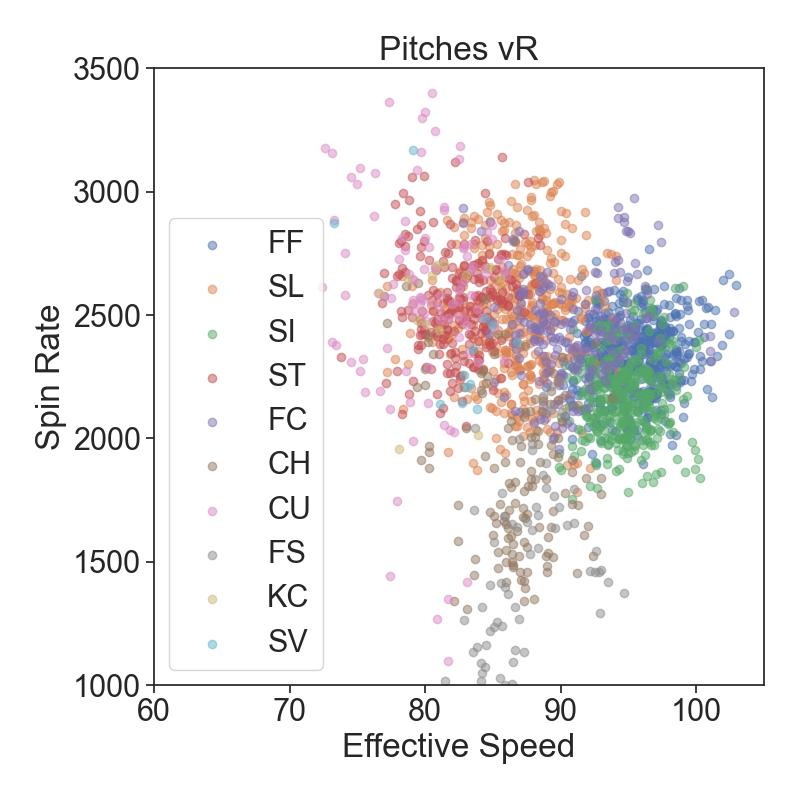 Pitches vR
3500
3000
2500
2000
1500
1000
Spin Rate
FF
SL
SI
ST
FC
CH
CU
FS
KC
SV
60 70 80 90 100
Effective Speed